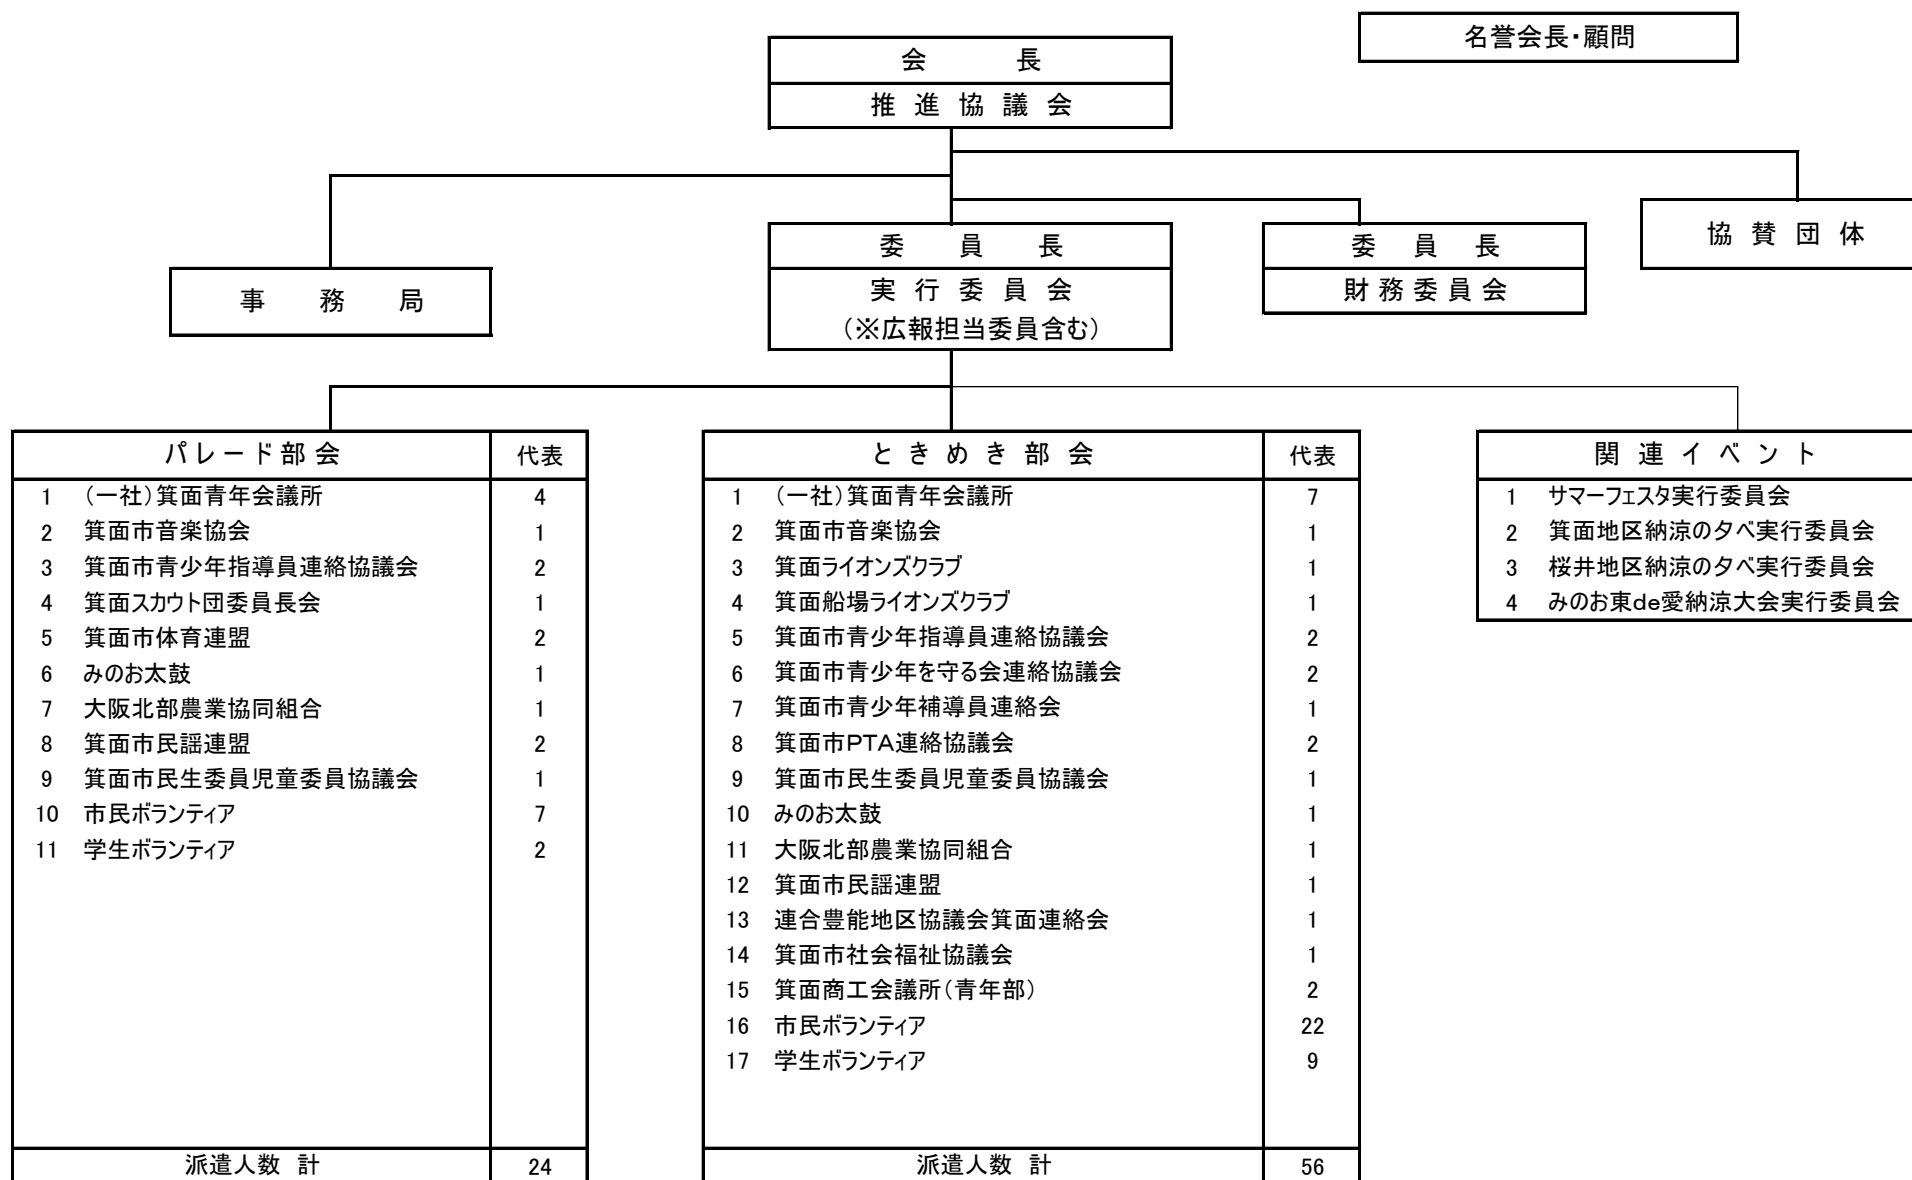 名誉会長・顧問
会長
推進協議会
協賛団体
委員長
実行委員会
(※広報担当委員含む)
委員長
財務委員会
事務局
パレード部会 代表
1 (一社)箕面青年会議所 4
2 箕面市音楽協会 1
3 箕面市青少年指導員連絡協議会 2
4 箕面スカウト団委員長会 1
5 箕面市体育連盟 2
6 みのお太鼓 1
7 大阪北部農業協同組合 1
8 箕面市民謡連盟 2
9 箕面市民生委員児童委員協議会 1
10 市民ボランティア 7
11 学生ボランティア 2
派遣人数 計 24
ときめき部会 代表
1 (一社)箕面青年会議所 7
2 箕面市音楽協会 1
3 箕面ライオンズクラブ 1
4 箕面船場ライオンズクラブ 1
5 箕面市青少年指導員連絡協議会 2
6 箕面市青少年を守る会連絡協議会 2
7 箕面市青少年補導員連絡会 1
8 箕面市PTA連絡協議会 2
9 箕面市民生委員児童委員協議会 1
10 みのお太鼓 1
11 大阪北部農業協同組合 1
12 箕面市民謡連盟 1
13 連合豊能地区協議会箕面連絡会 1
14 箕面市社会福祉協議会 1
15 箕面商工会議所(青年部) 2
16 市民ボランティア 22
17 学生ボランティア 9
派遣人数 計 56
関連イベント
1 サマーフェスタ実行委員会
2 箕面地区納涼の夕べ実行委員会
3 桜井地区納涼の夕べ実行委員会
4 みのお東de愛納涼大会実行委員会